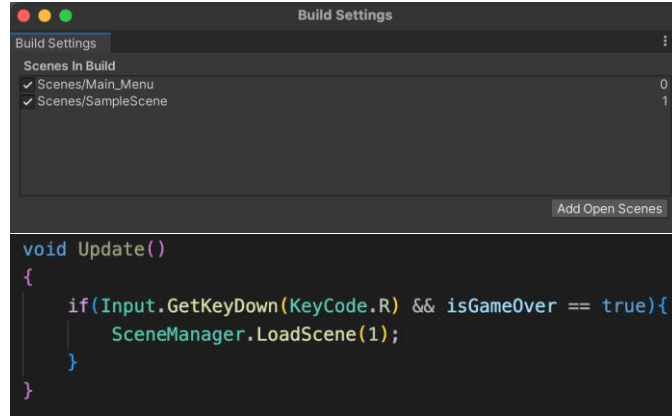 Build Settings
Build Settings
Scenes In Build
Scenes/Main_Menu 0
Scenes/SampleScene 1
Add Open Scenes
void Update()
{
if(Input.GetKeyDown(KeyCode.R) && isGameOver == true){
SceneManager.LoadScene(1);
}
}